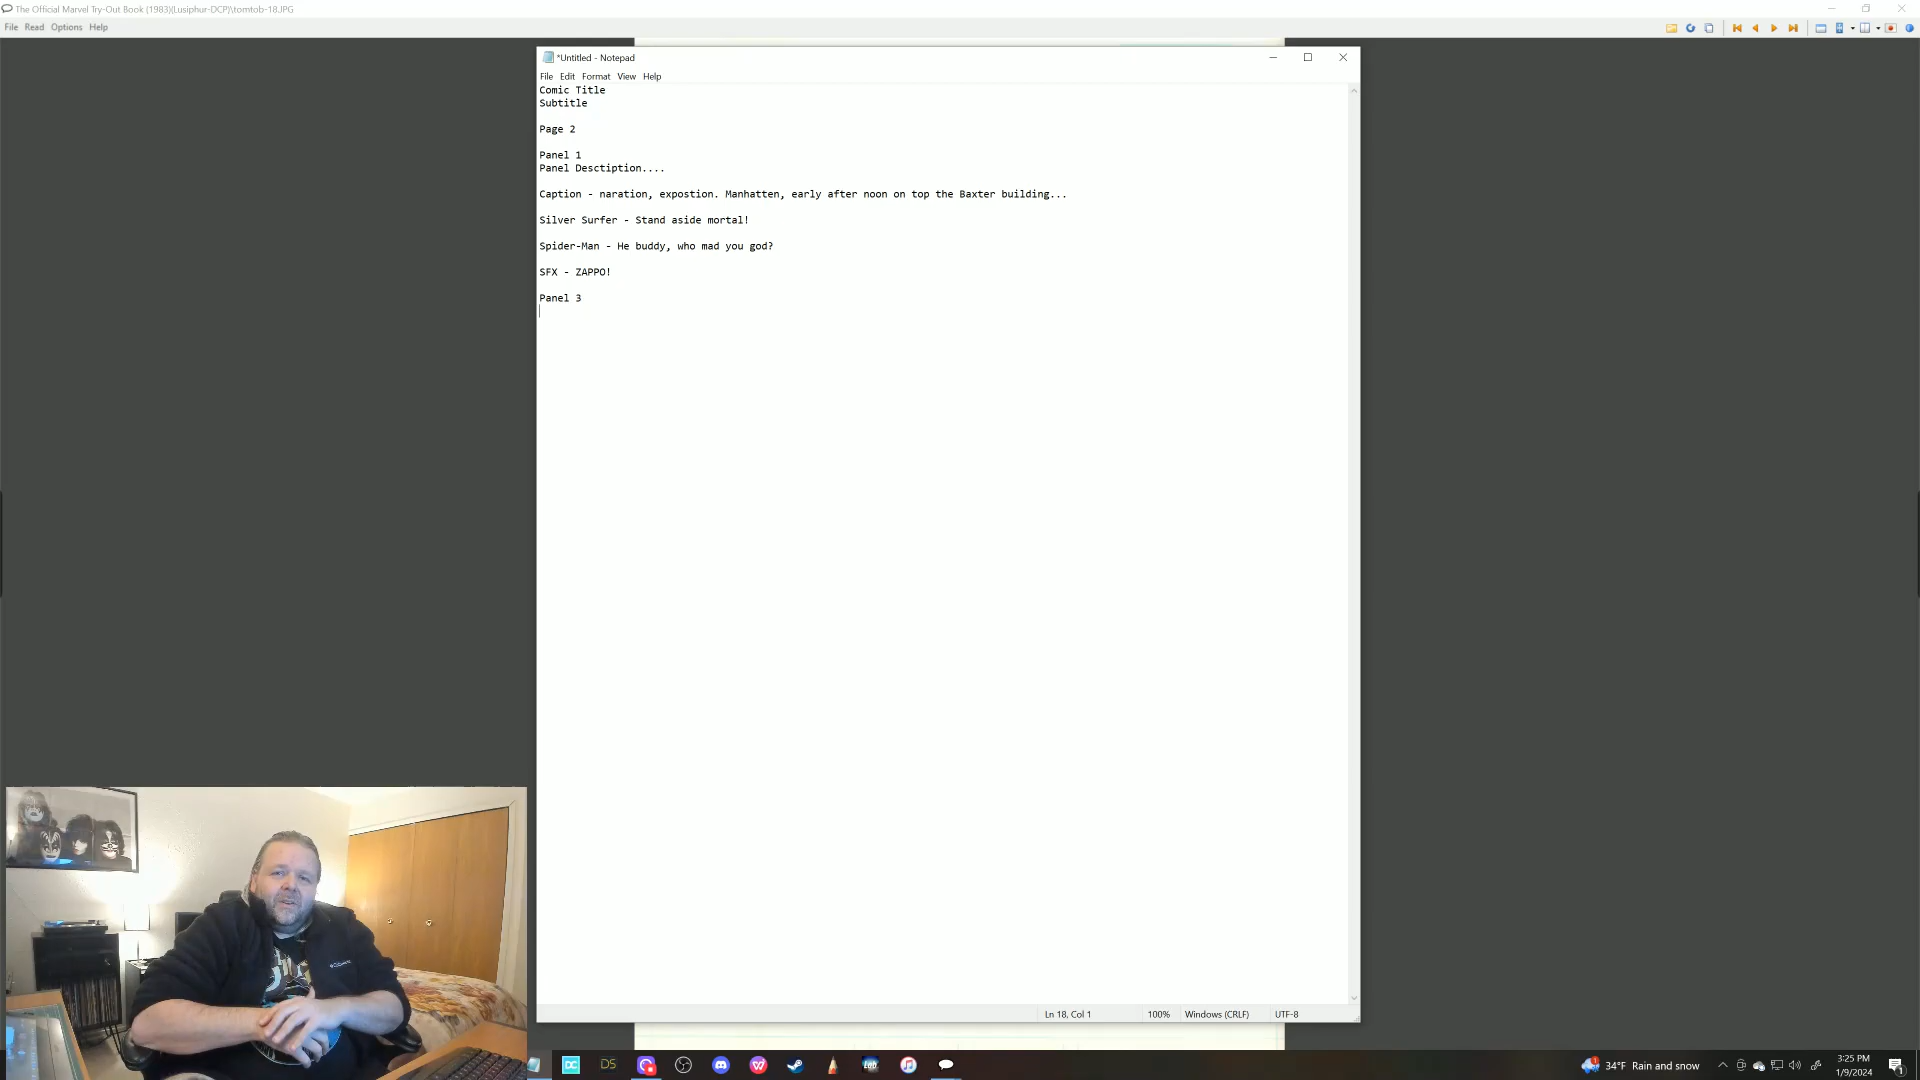 The Official Marvel Try-Out Book (1983)(Lusiphur-DCP)\tomtob-18.JPG
File Read Options Help
*Untitled - Notepad
File Edit Format View Help
Comic Title
Subtitle
Page 2
Panel 1
Panel Desctiption....
Caption - naration, expostion. Manhatten, early after noon on top the Baxter building...
Silver Surfer - Stand aside mortal!
Spider-Man - He buddy, who mad you god?
SFX - ZAPPO!
Panel 3
Ln 18, Col 1 100% Windows (CRLF) UTF-8
DC DS Lab
34°F Rain and snow
3:25 PM
1/9/2024